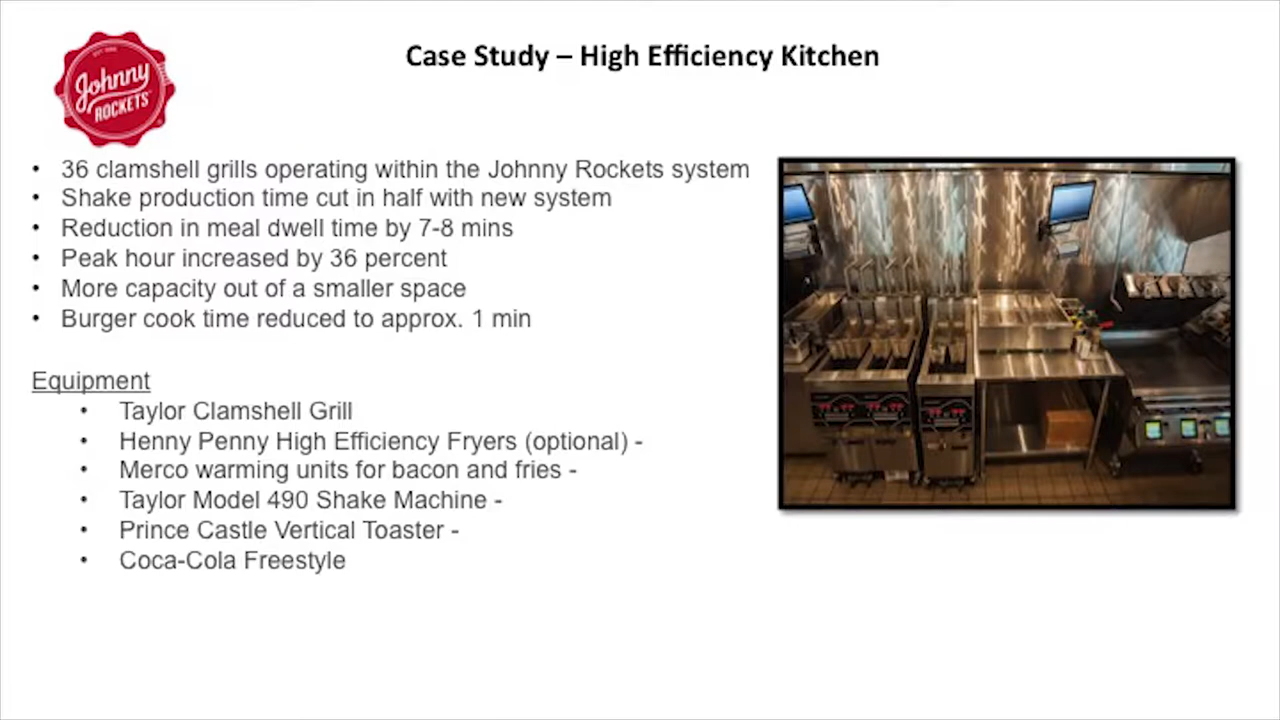 Case Study – High Efficiency Kitchen
Johnny
ROCKETS
• 36 clamshell grills operating within the Johnny Rockets system
• Shake production time cut in half with new system
• Reduction in meal dwell time by 7-8 mins
• Peak hour increased by 36 percent
• More capacity out of a smaller space
• Burger cook time reduced to approx. 1 min
Equipment
• Taylor Clamshell Grill
• Henny Penny High Efficiency Fryers (optional) -
• Merco warming units for bacon and fries -
• Taylor Model 490 Shake Machine -
• Prince Castle Vertical Toaster -
• Coca-Cola Freestyle